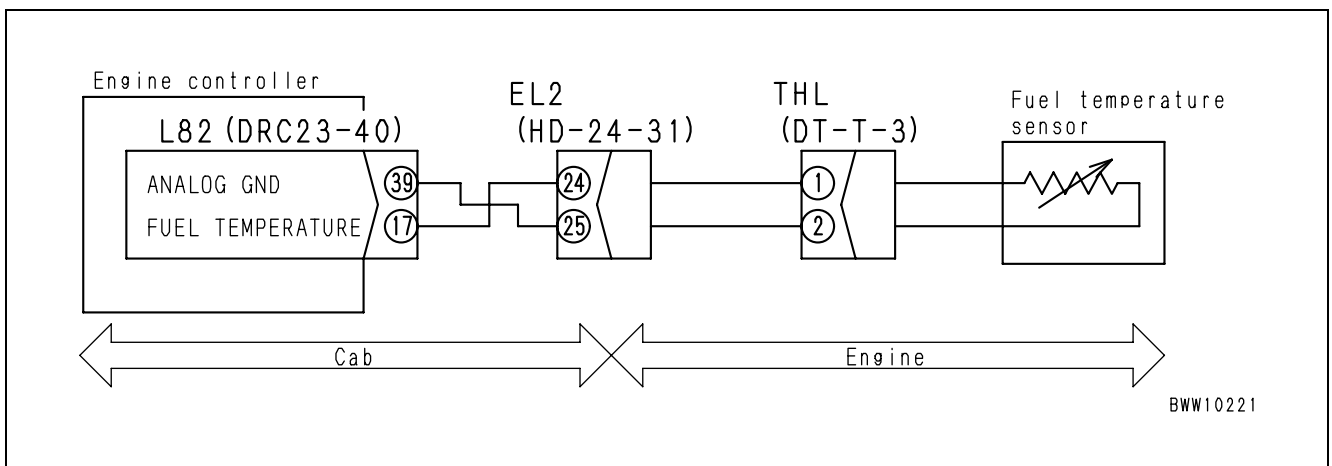 Engine controller
L82 (DRC23-40)
ANALOG GND
39
FUEL TEMPERATURE
17
EL2
(HD-24-31)
24
25
THL
(DT-T-3)
1
2
Fuel temperature
sensor
Cab
Engine
BWW10221